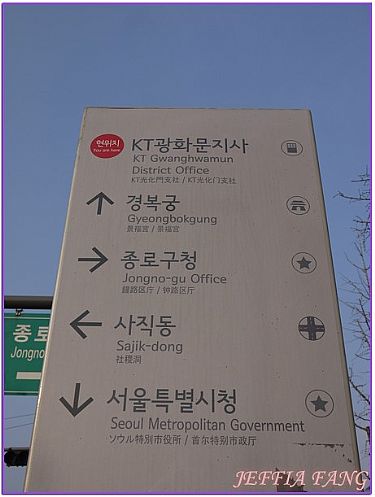 현위치
You are here
KT광화문지사
KT Gwanghwamun
District Office
KT光化門支社 / KT光化门支社
경복궁
Gyeongbokgung
景福宮 / 景福宫
종로구청
Jongno-gu Office
鐘路区庁 / 钟路区厅
사직동
Sajik-dong
社稷洞
서울특별시청
Seoul Metropolitan Government
ソウル特別市役所 / 首尔特别市政厅
종로
Jongno
JEFFIA FANG